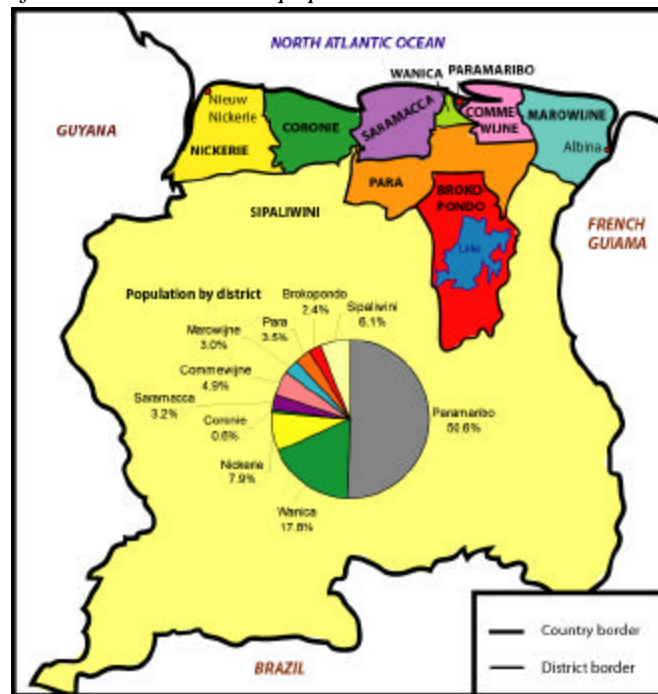 NORTH ATLANTIC OCEAN
WANICA
PARAMARIBO
GUYANA
Nieuw
Nickerie
NICKERIE
CORONIE
SARAMACCA
COMME
WIJNE
MAROWIJNE
Albina
PARA
BROKO
PONDO
SIPALIWINI
Lake
FRENCH
GUIAMA
Population by district
Brokopondo
2.4%
Sipaliwini
6.1%
Para
3.5%
Marowijne
3.0%
Commewijne
4.9%
Saramacca
3.2%
Coronie
0.6%
Nickerie
7.9%
Wanica
17.8%
Paramaribo
50.6%
Country border
District border
BRAZIL